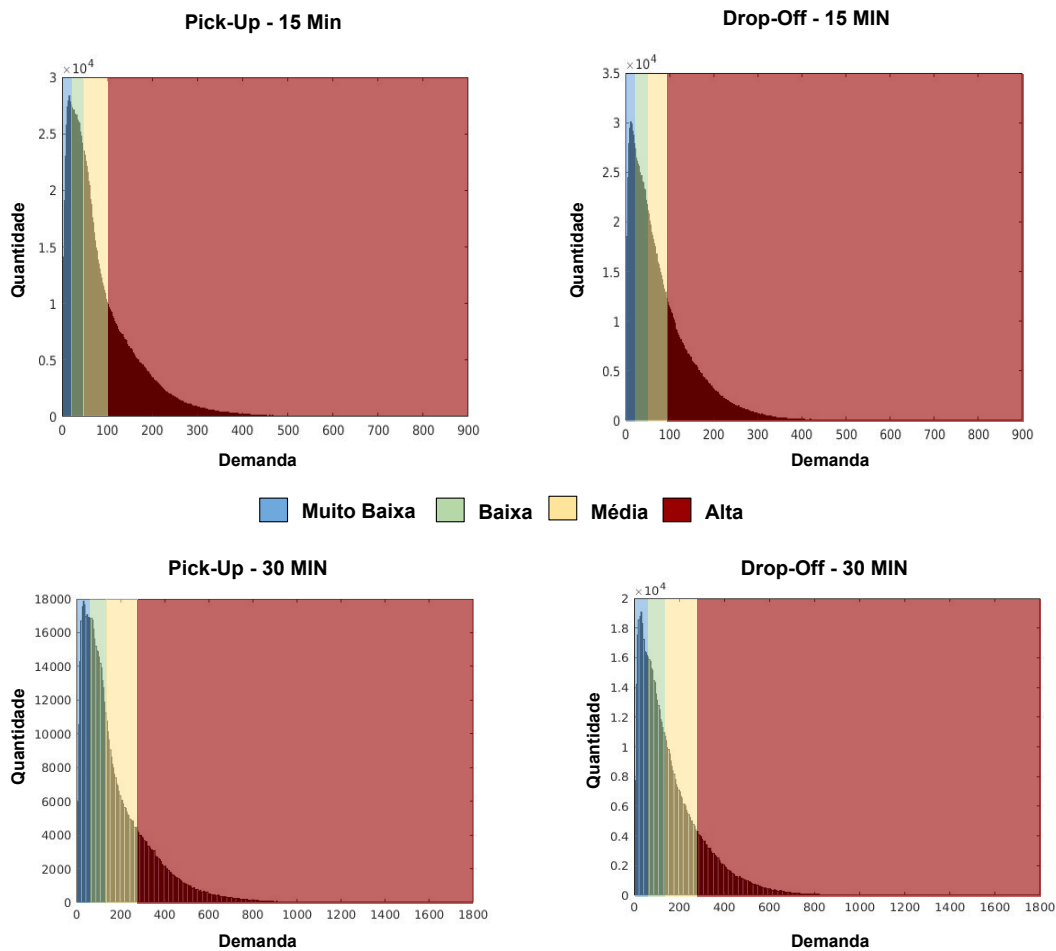 Pick-Up - 15 Min
Drop-Off - 15 MIN
×10⁴
3
2.5
2
1.5
1
0.5
0
0 100 200 300 400 500 600 700 800 900
Quantidade
Demanda
×10⁴
3.5
3
2.5
2
1.5
1
0.5
0
0 100 200 300 400 500 600 700 800 900
Quantidade
Demanda
Muito Baixa Baixa Média Alta
Pick-Up - 30 MIN
Drop-Off - 30 MIN
18000
16000
14000
12000
10000
8000
6000
4000
2000
0
0 200 400 600 800 1000 1200 1400 1600 1800
Quantidade
Demanda
×10⁴
2
1.8
1.6
1.4
1.2
1
0.8
0.6
0.4
0.2
0
0 200 400 600 800 1000 1200 1400 1600 1800
Quantidade
Demanda